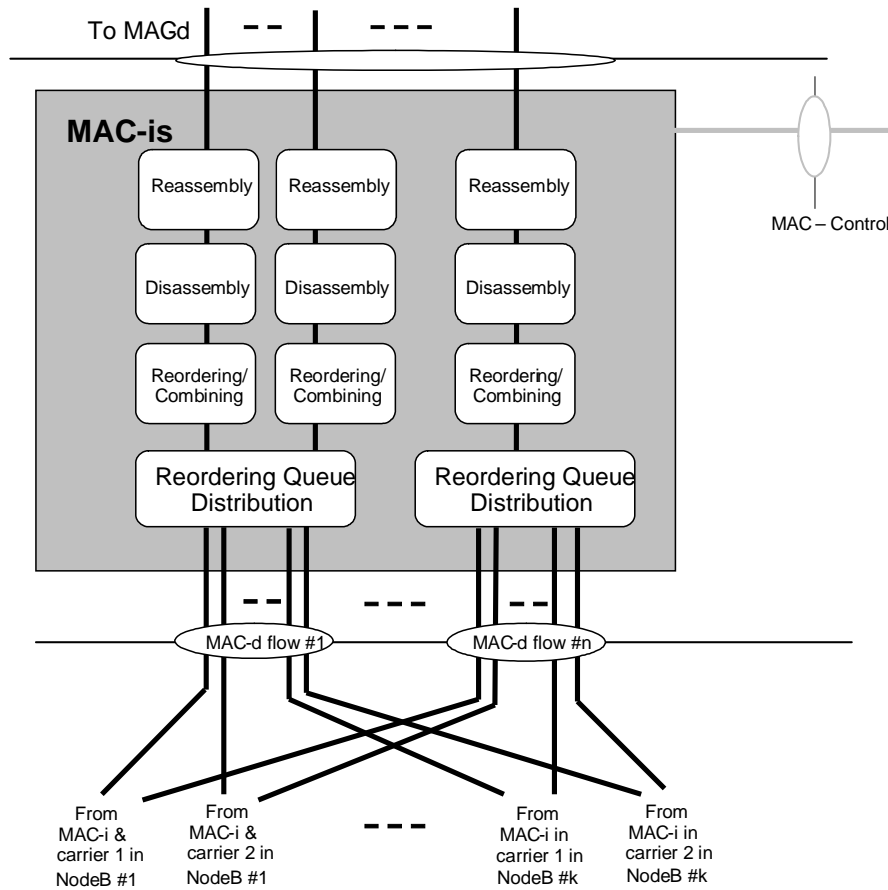 To MAGd
MAC-is
Reassembly
Reassembly
Reassembly
MAC – Control
Disassembly
Disassembly
Disassembly
Reordering/
Combining
Reordering/
Combining
Reordering/
Combining
Reordering Queue
Distribution
Reordering Queue
Distribution
MAC-d flow #1
MAC-d flow #n
From
MAC-i &
carrier 1 in
NodeB #1
From
MAC-i &
carrier 2 in
NodeB #1
From
MAC-i in
carrier 1 in
NodeB #k
From
MAC-i in
carrier 2 in
NodeB #k